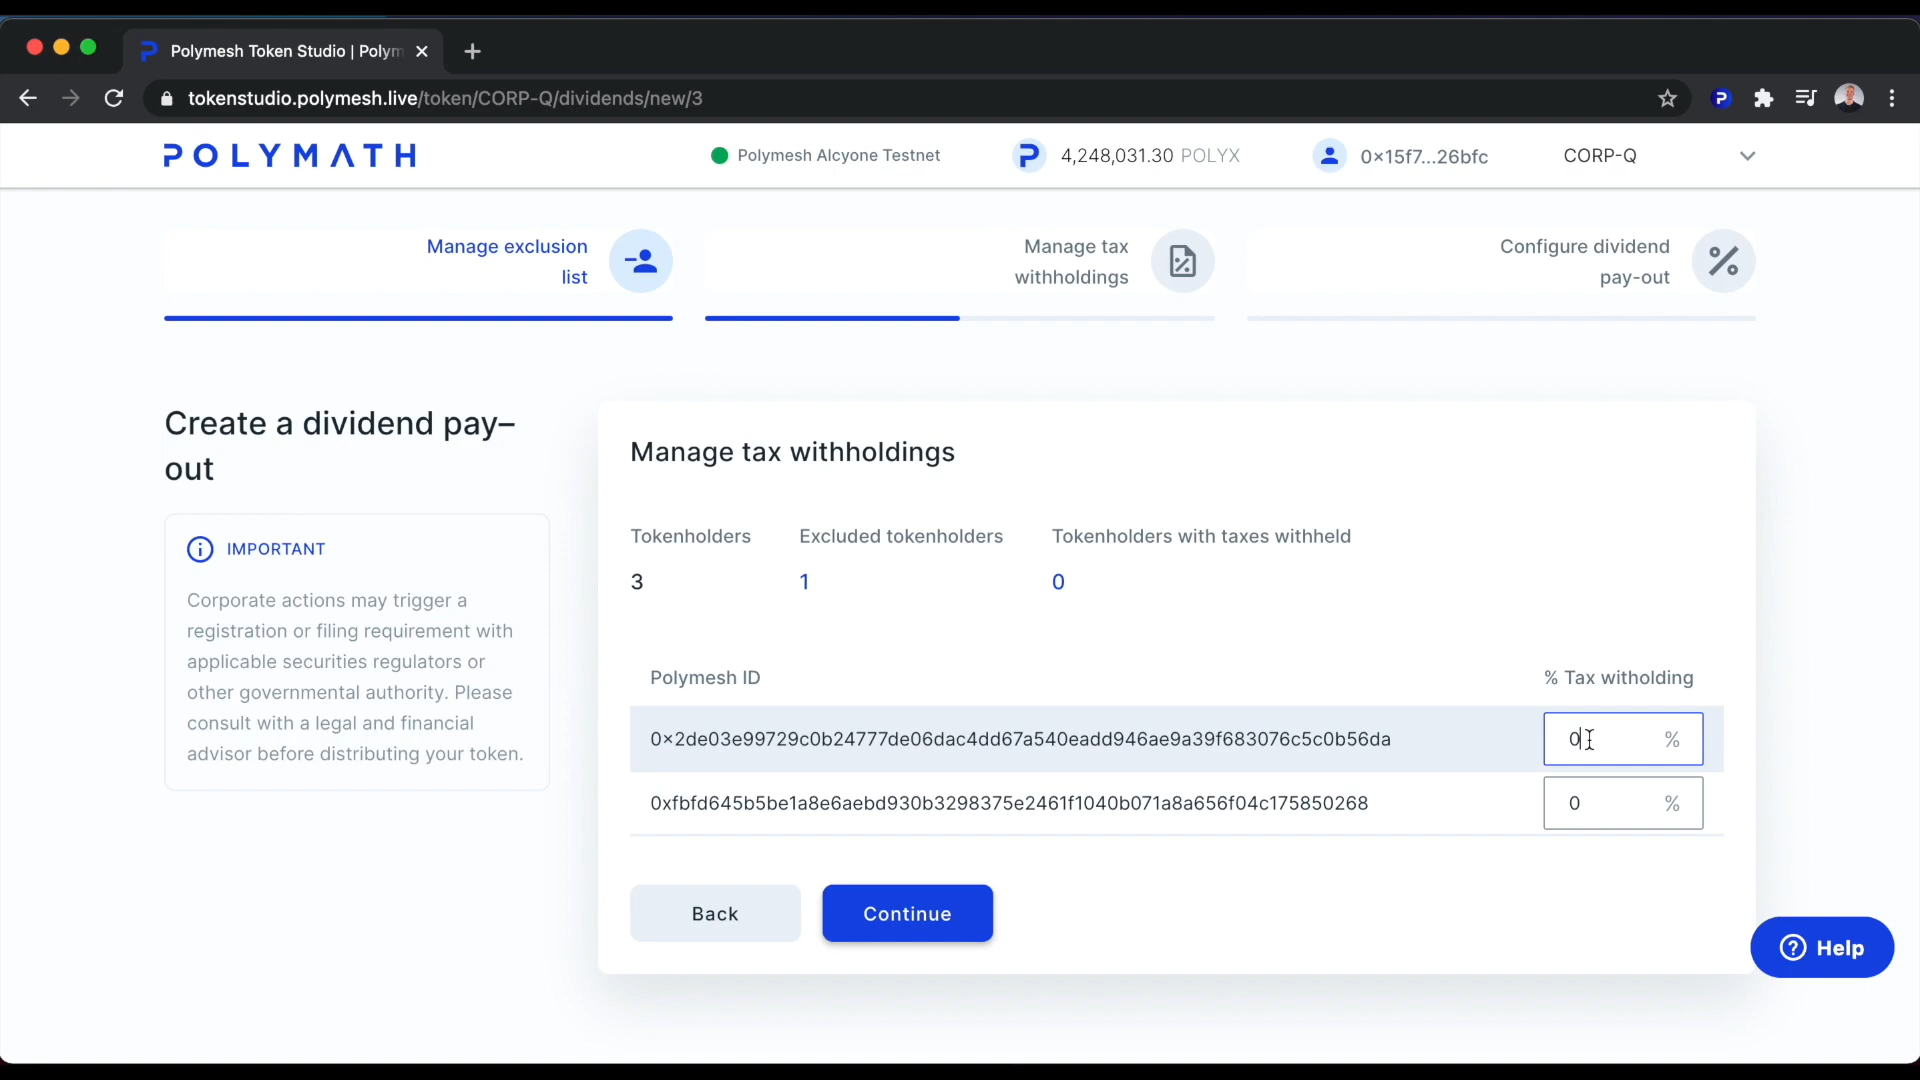 Polymesh Token Studio | Polym
tokenstudio.polymesh.live/token/CORP-Q/dividends/new/3
POLYMATH
Polymesh Alcyone Testnet
4,248,031.30 POLYX
0x15f7...26bfc
CORP-Q
Manage exclusion
list
Manage tax
withholdings
Configure dividend
pay-out
Create a dividend pay–
out
IMPORTANT
Corporate actions may trigger a
registration or filing requirement with
applicable securities regulators or
other governmental authority. Please
consult with a legal and financial
advisor before distributing your token.
Manage tax withholdings
Tokenholders Excluded tokenholders Tokenholders with taxes withheld
3 1 0
Polymesh ID % Tax witholding
0x2de03e99729c0b24777de06dac4dd67a540eadd946ae9a39f683076c5c0b56da 0 %
0xfbfd645b5be1a8e6aebd930b3298375e2461f1040b071a8a656f04c175850268 0 %
Back Continue
Help